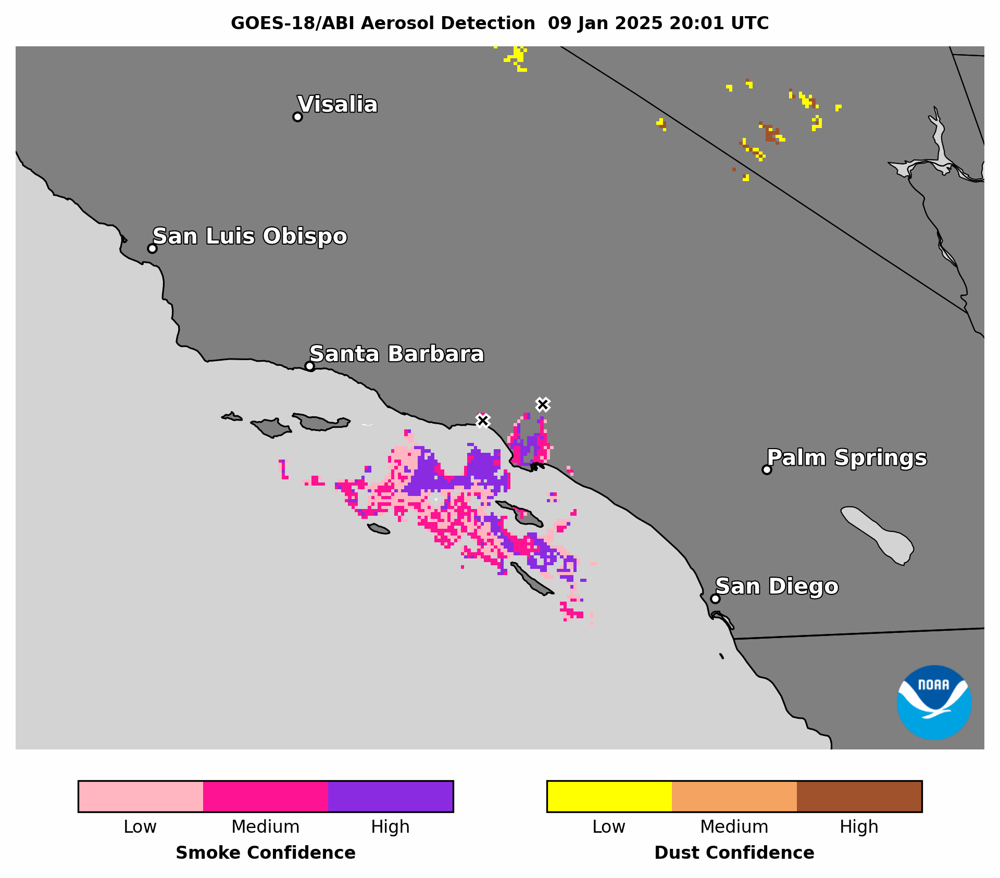 GOES-18/ABI Aerosol Detection  09 Jan 2025 20:01 UTC
Visalia
San Luis Obispo
Santa Barbara
Palm Springs
San Diego
NOAA
Low Medium High
Smoke Confidence
Low Medium High
Dust Confidence